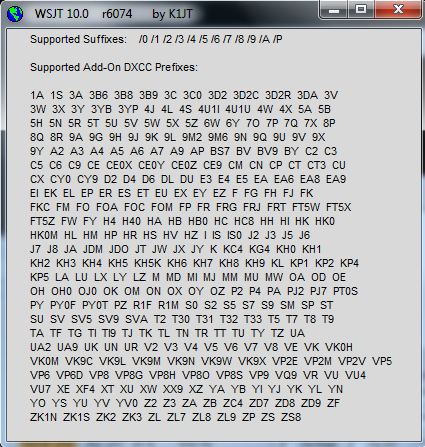 WSJT 10.0 r6074 by K1JT
Supported Suffixes: /0 /1 /2 /3 /4 /5 /6 /7 /8 /9 /A /P
Supported Add-On DXCC Prefixes:
1A 1S 3A 3B6 3B8 3B9 3C 3C0 3D2 3D2C 3D2R 3DA 3V
3W 3X 3Y 3YB 3YP 4J 4L 4S 4U1I 4U1U 4W 4X 5A 5B
5H 5N 5R 5T 5U 5V 5W 5X 5Z 6W 6Y 7O 7P 7Q 7X 8P
8Q 8R 9A 9G 9H 9J 9K 9L 9M2 9M6 9N 9Q 9U 9V 9X
9Y A2 A3 A4 A5 A6 A7 A9 AP BS7 BV BV9 BY C2 C3
C5 C6 C9 CE CE0X CE0Y CE0Z CE9 CM CN CP CT CT3 CU
CX CY0 CY9 D2 D4 D6 DL DU E3 E4 E5 EA EA6 EA8 EA9
EI EK EL EP ER ES ET EU EX EY EZ F FG FH FJ FK
FKC FM FO FOA FOC FOM FP FR FRG FRJ FRT FT5W FT5X
FT5Z FW FY H4 H40 HA HB HB0 HC HC8 HH HI HK HK0
HK0M HL HM HP HR HS HV HZ I IS IS0 J2 J3 J5 J6
J7 J8 JA JDM JDO JT JW JX JY K KC4 KG4 KH0 KH1
KH2 KH3 KH4 KH5 KH5K KH6 KH7 KH8 KH9 KL KP1 KP2 KP4
KP5 LA LU LX LY LZ M MD MI MJ MM MU MW OA OD OE
OH OH0 OJ0 OK OM ON OX OY OZ P2 P4 PA PJ2 PJ7 PT0S
PY PY0F PY0T PZ R1F R1M S0 S2 S5 S7 S9 SM SP ST
SU SV SV5 SV9 SVA T2 T30 T31 T32 T33 T5 T7 T8 T9
TA TF TG TI TI9 TJ TK TL TN TR TT TU TY TZ UA
UA2 UA9 UK UN UR V2 V3 V4 V5 V6 V7 V8 VE VK VK0H
VK0M VK9C VK9L VK9M VK9N VK9W VK9X VP2E VP2M VP2V VP5
VP6 VP6D VP8 VP8G VP8H VP8O VP8S VP9 VQ9 VR VU VU4
VU7 XE XF4 XT XU XW XX9 XZ YA YB YI YJ YK YL YN
YO YS YU YV YV0 Z2 Z3 ZA ZB ZC4 ZD7 ZD8 ZD9 ZF
ZK1N ZK1S ZK2 ZK3 ZL ZL7 ZL8 ZL9 ZP ZS ZS8